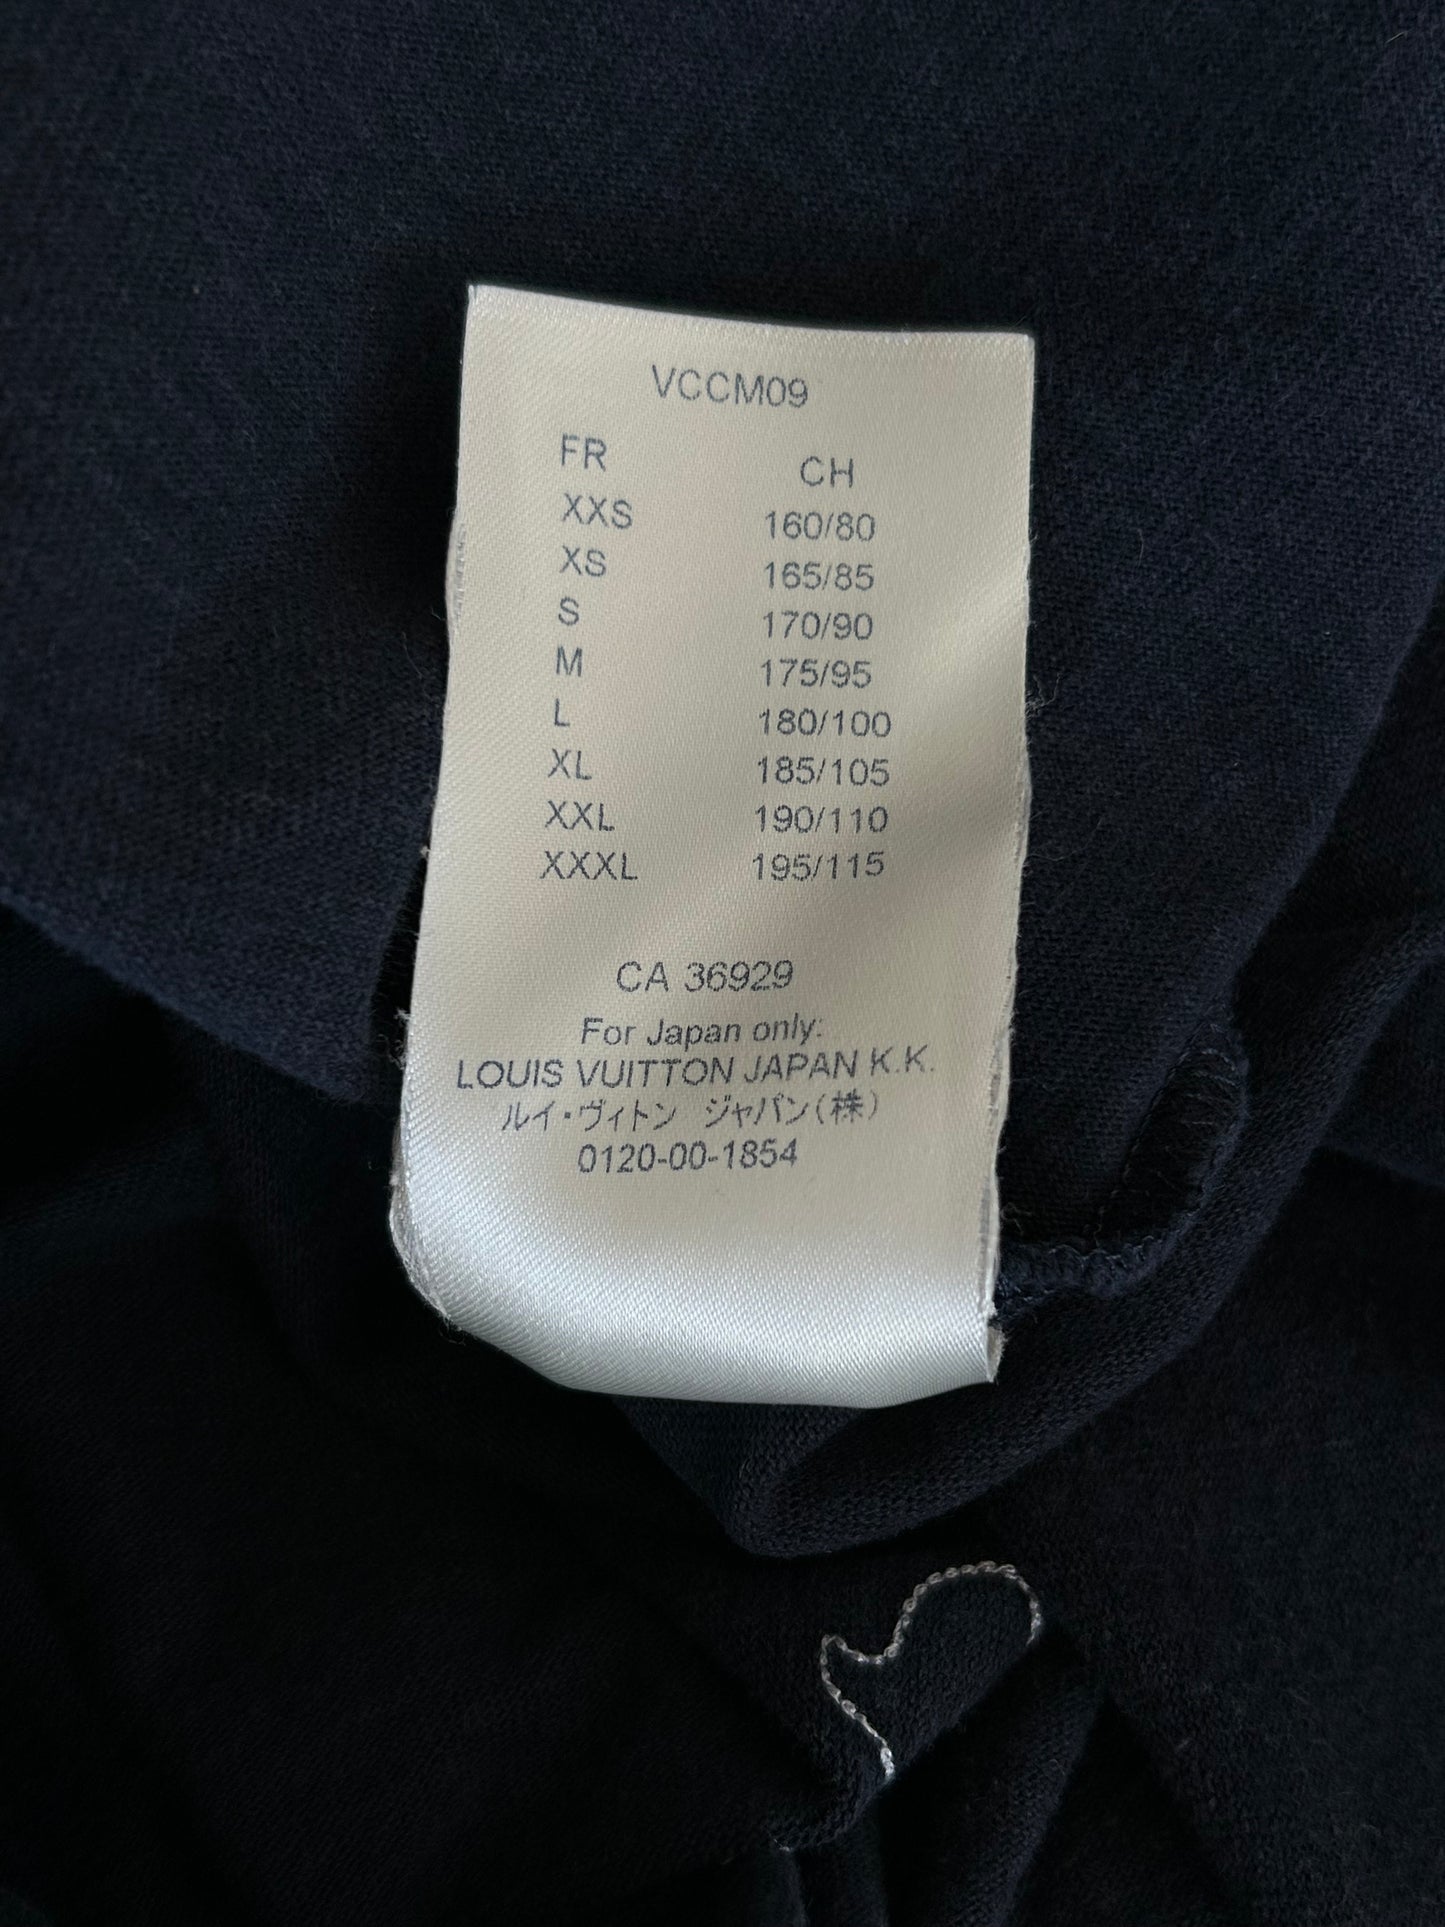 VCCM09
FR CH
XXS 160/80
XS 165/85
S 170/90
M 175/95
L 180/100
XL 185/105
XXL 190/110
XXXL 195/115
CA 36929
For Japan only:
LOUIS VUITTON JAPAN K.K.
ルイ・ヴィトン ジャパン(株)
0120-00-1854